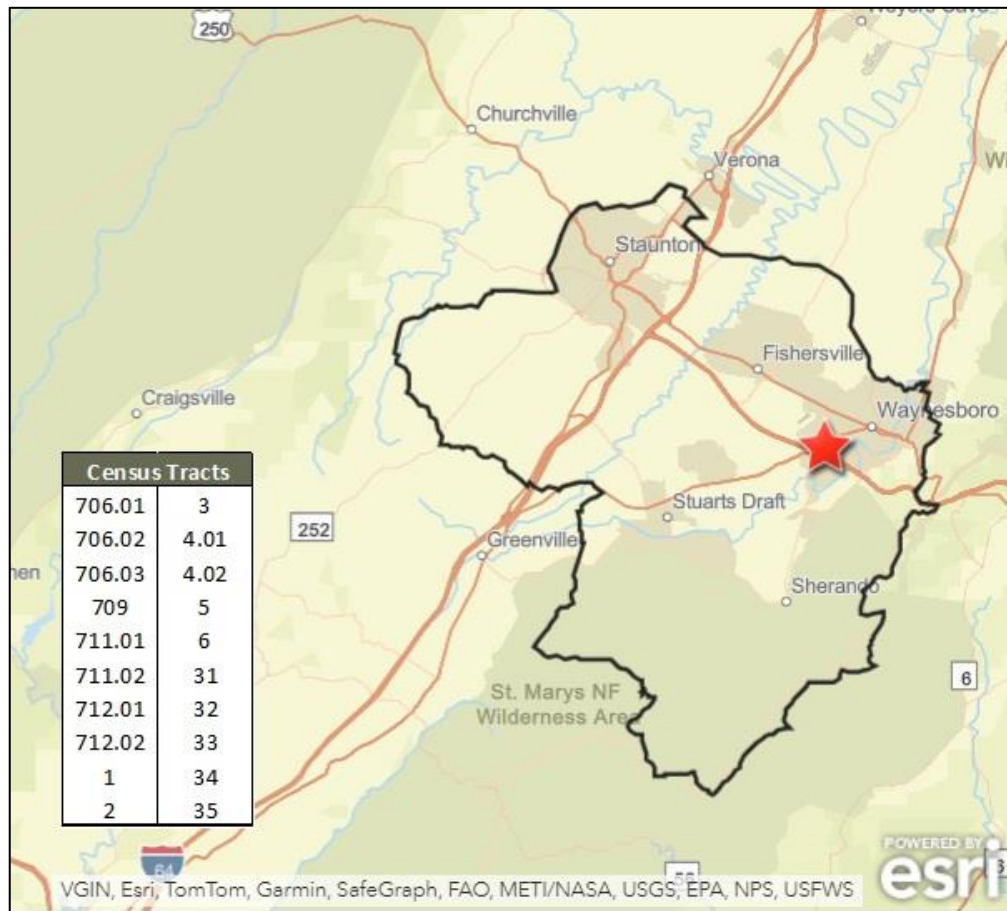 250
Churchville
Verona
Staunton
Fishersville
Craigsville
Waynesboro
Census Tracts
706.01 3
706.02 4.01
706.03 4.02
709 5
711.01 6
711.02 31
712.01 32
712.02 33
1 34
2 35
252
Stuarts Draft
Greenville
Sherando
St. Marys NF
Wilderness Area
6
64
56
6
POWERED BY
esri
VGIN, Esri, TomTom, Garmin, SafeGraph, FAO, METI/NASA, USGS, EPA, NPS, USFWS